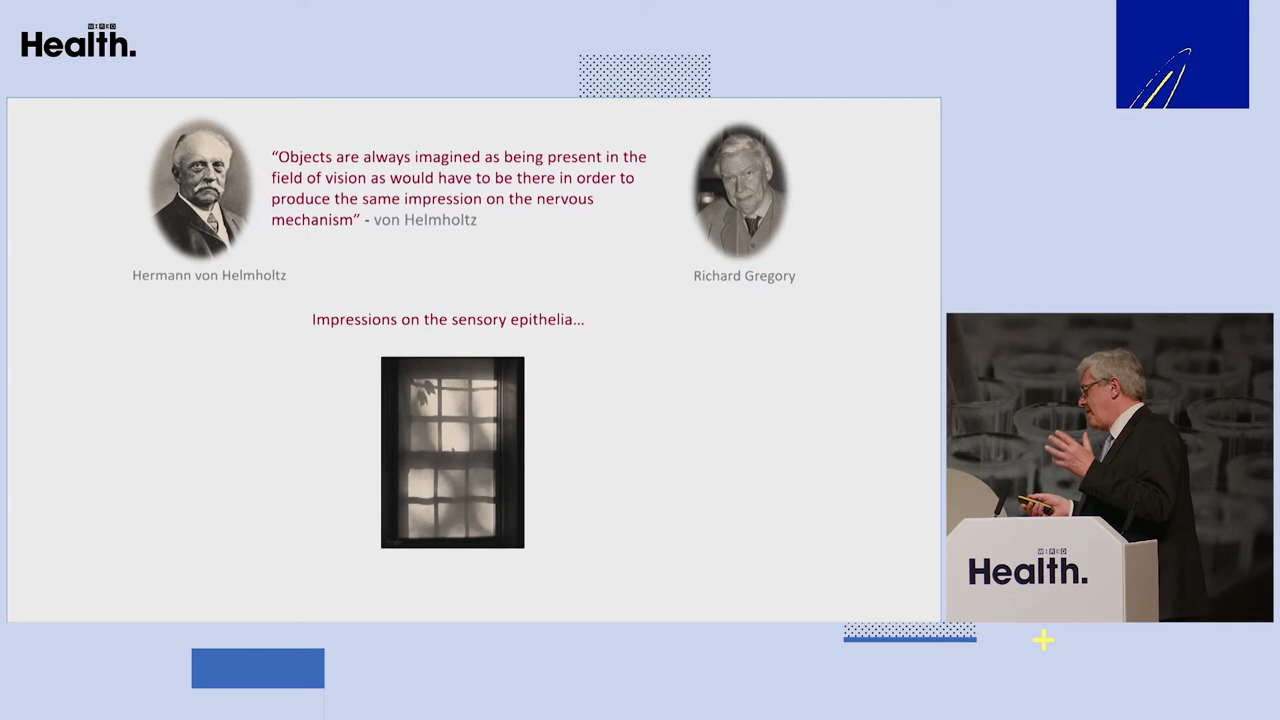 WIRED
Health.
“Objects are always imagined as being present in the
field of vision as would have to be there in order to
produce the same impression on the nervous
mechanism” - von Helmholtz
Hermann von Helmholtz
Richard Gregory
Impressions on the sensory epithelia...
WIRED
Health.